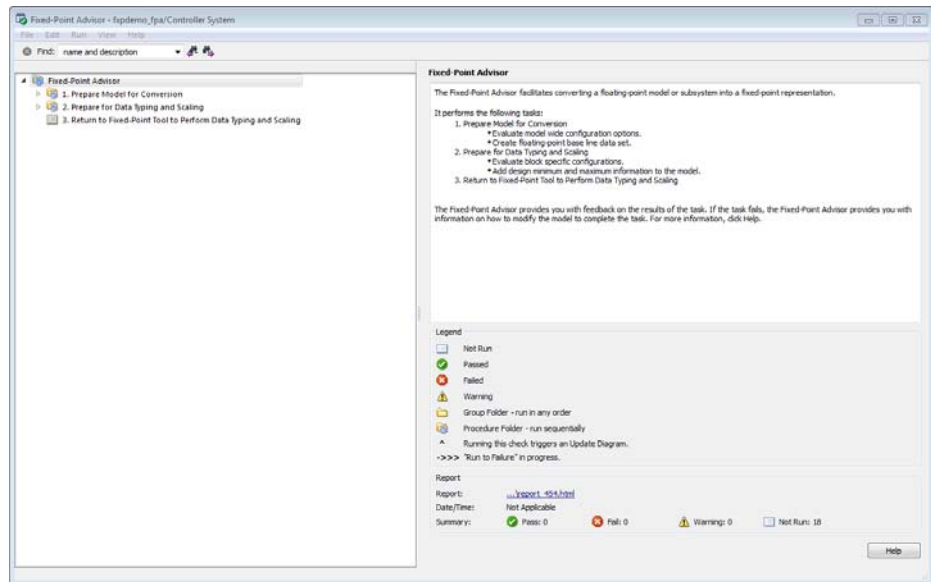 Fixed-Point Advisor - fxpdemo_fpa/Controller System
File Edit Run View Help
Find: name and description
Fixed-Point Advisor
1. Prepare Model for Conversion
2. Prepare for Data Typing and Scaling
3. Return to Fixed-Point Tool to Perform Data Typing and Scaling
Fixed-Point Advisor
The Fixed-Point Advisor facilitates converting a floating-point model or subsystem into a fixed-point representation.
It performs the following tasks:
1. Prepare Model for Conversion
• Evaluate model wide configuration options.
• Create floating-point base line data set.
2. Prepare for Data Typing and Scaling
• Evaluate block specific configurations.
• Add design minimum and maximum information to the model.
3. Return to Fixed-Point Tool to Perform Data Typing and Scaling
The Fixed-Point Advisor provides you with feedback on the results of the task. If the task fails, the Fixed-Point Advisor provides you with
information on how to modify the model to complete the task. For more information, click Help.
Legend
Not Run
Passed
Failed
Warning
Group Folder - run in any order
Procedure Folder - run sequentially
^ Running this check triggers an Update Diagram.
->>> "Run to Failure" in progress.
Report
Report: ...\report_454.html
Date/Time: Not Applicable
Summary: Pass: 0 Fail: 0 Warning: 0 Not Run: 18
Help